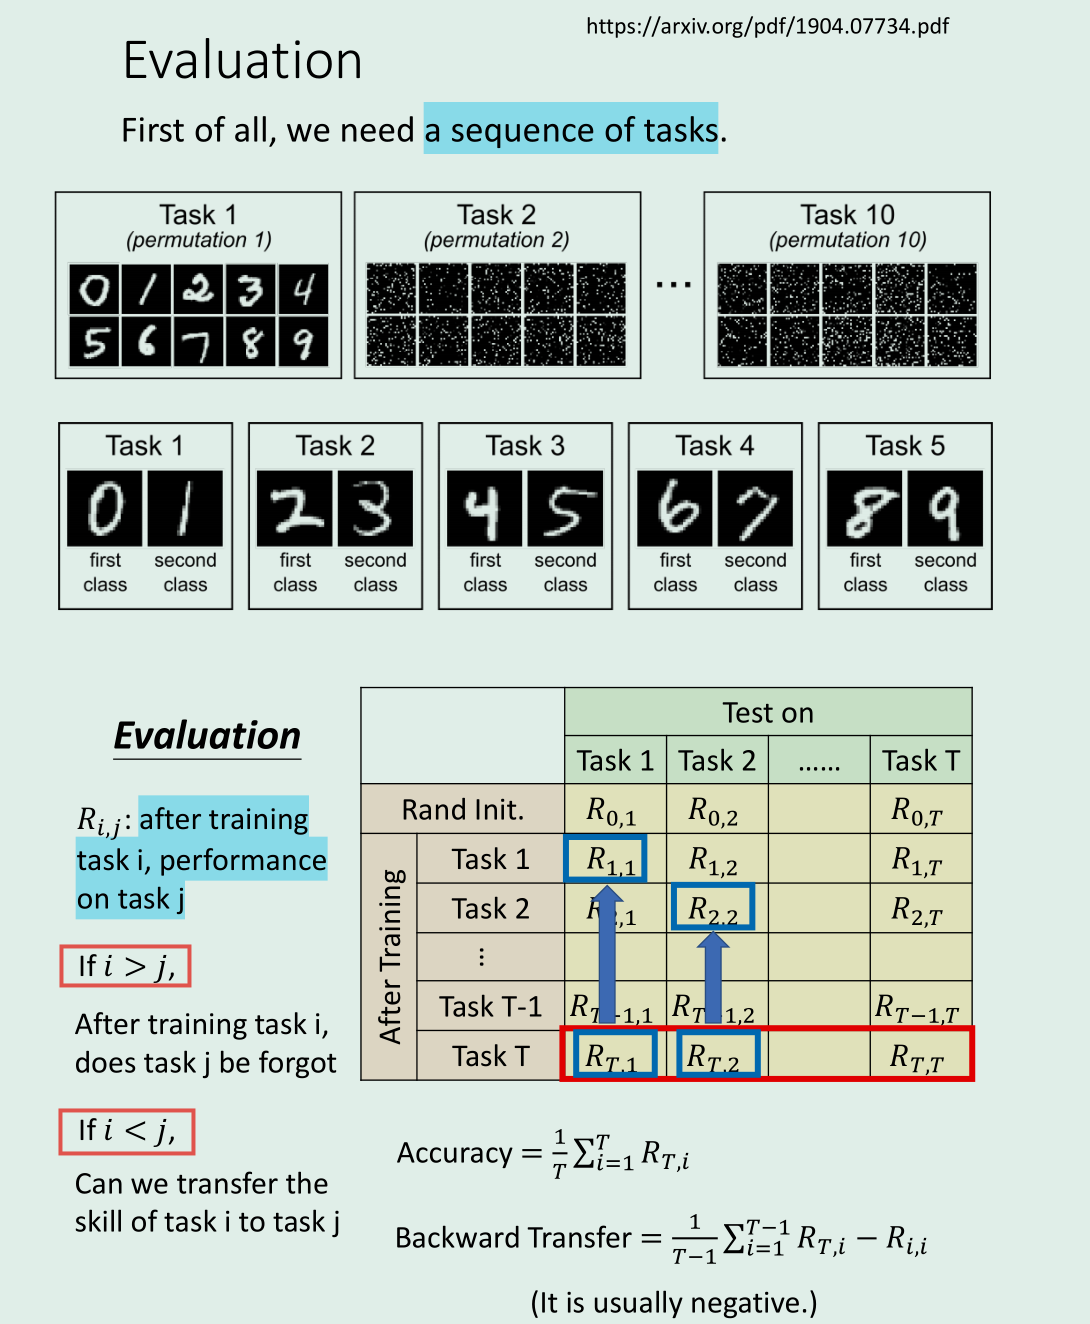 https://arxiv.org/pdf/1904.07734.pdf
Evaluation
First of all, we need a sequence of tasks.
Task 1
(permutation 1)
0 1 2 3 4
5 6 7 8 9
Task 2
(permutation 2)
...
Task 10
(permutation 10)
Task 1
0 1
first class second class
Task 2
2 3
first class second class
Task 3
4 5
first class second class
Task 4
6 7
first class second class
Task 5
8 9
first class second class
Evaluation
R_{i,j}: after training
task i, performance
on task j
If i > j,
After training task i,
does task j be forgot
If i < j,
Can we transfer the
skill of task i to task j
Test on
Task 1 Task 2 ...... Task T
Rand Init. R_{0,1} R_{0,2} R_{0,T}
After Training
Task 1 R_{1,1} R_{1,2} R_{1,T}
Task 2 R_{2,1} R_{2,2} R_{2,T}
⋮
Task T-1 R_{T−1,1} R_{T−1,2} R_{T−1,T}
Task T R_{T,1} R_{T,2} R_{T,T}
Accuracy = \frac{1}{T} ∑_{i=1}^{T} R_{T,i}
Backward Transfer = \frac{1}{T−1} ∑_{i=1}^{T−1} R_{T,i} − R_{i,i}
(It is usually negative.)